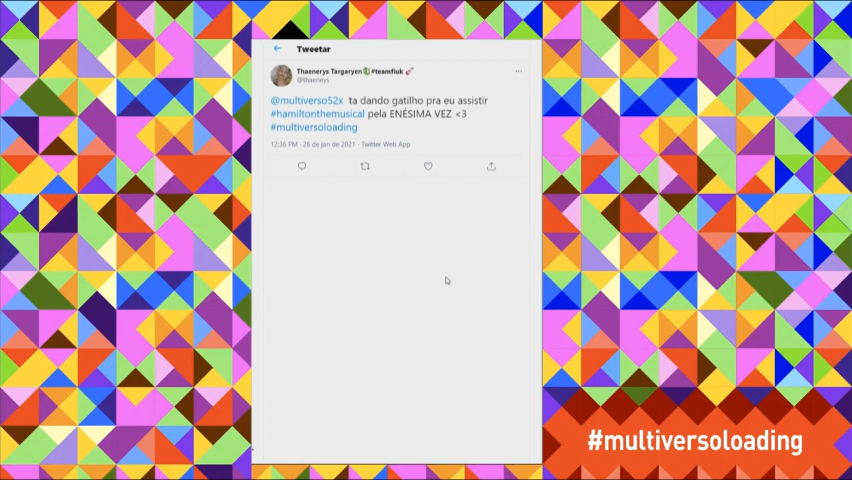 Tweetar
Thaenerys Targaryen🐉#teamfiuk 🎸
@thaeneys
@multiverso52x ta dando gatilho pra eu assistir
#hamiltonthemusical pela ENÉSIMA VEZ <3
#multiversoloading
12:36 PM · 26 de jan de 2021 · Twitter Web App
#multiversoloading